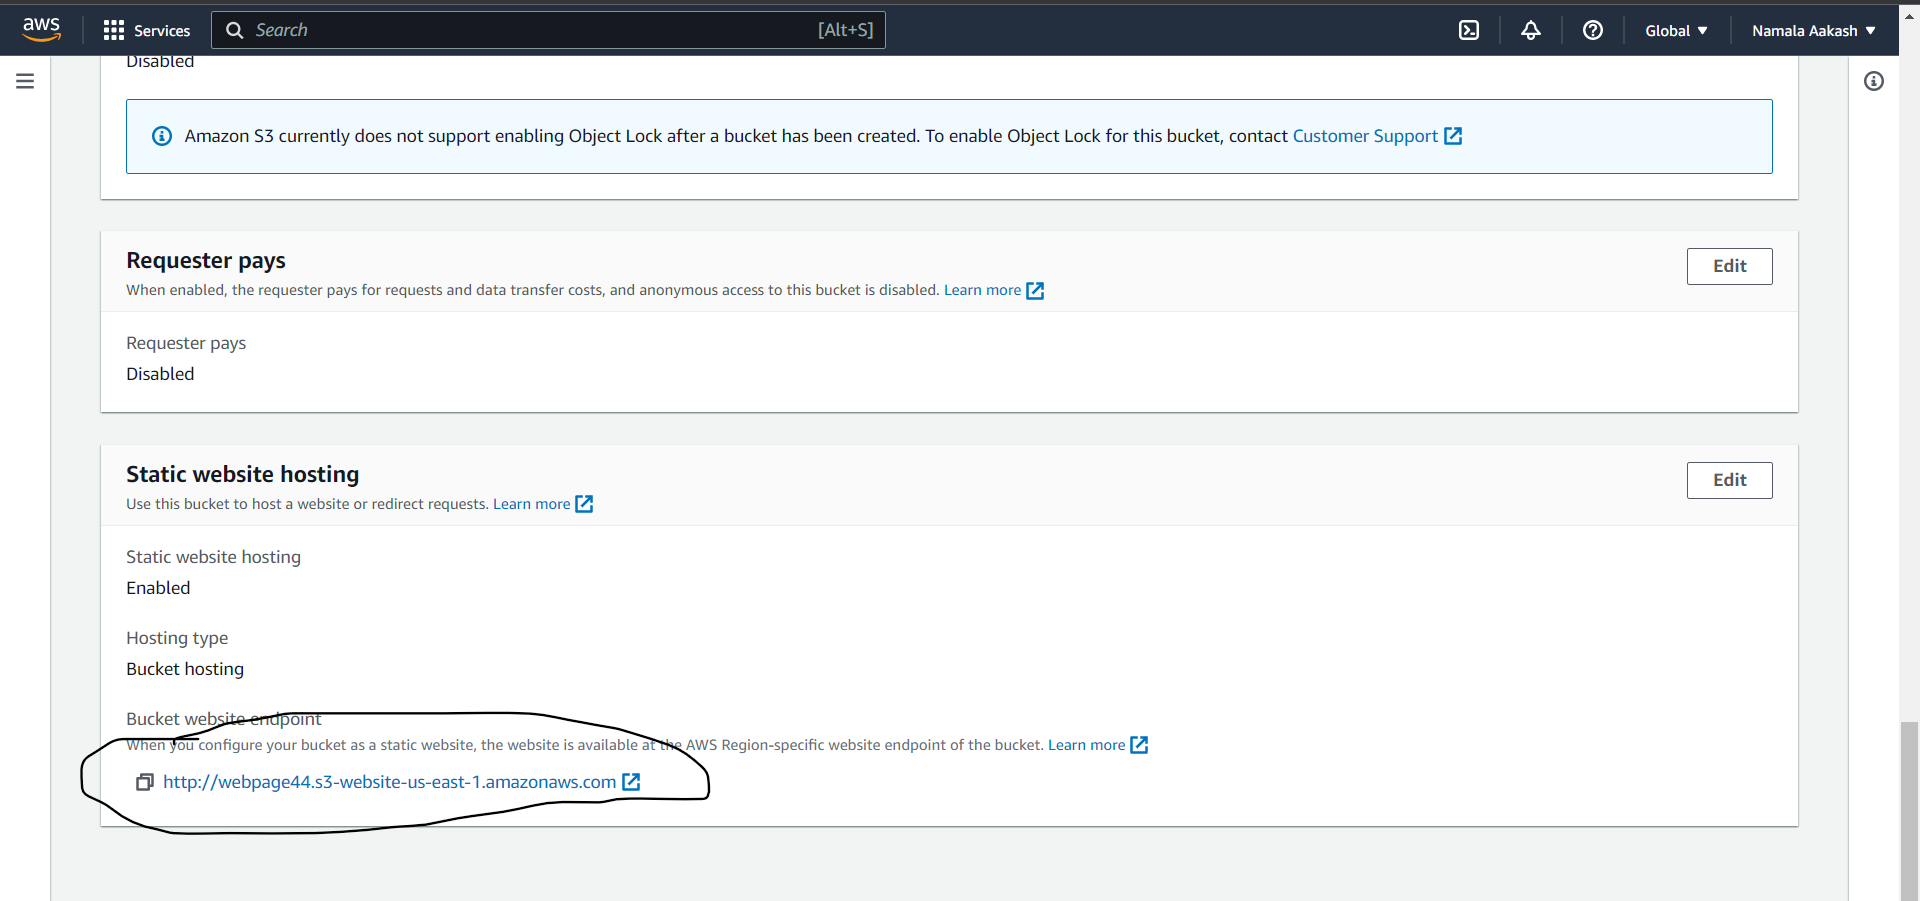 aws Services Search [Alt+S] Global Namala Aakash
Disabled
Amazon S3 currently does not support enabling Object Lock after a bucket has been created. To enable Object Lock for this bucket, contact Customer Support
Requester pays
Edit
When enabled, the requester pays for requests and data transfer costs, and anonymous access to this bucket is disabled. Learn more
Requester pays
Disabled
Static website hosting
Edit
Use this bucket to host a website or redirect requests. Learn more
Static website hosting
Enabled
Hosting type
Bucket hosting
Bucket website endpoint
When you configure your bucket as a static website, the website is available at the AWS Region-specific website endpoint of the bucket. Learn more
http://webpage44.s3-website-us-east-1.amazonaws.com